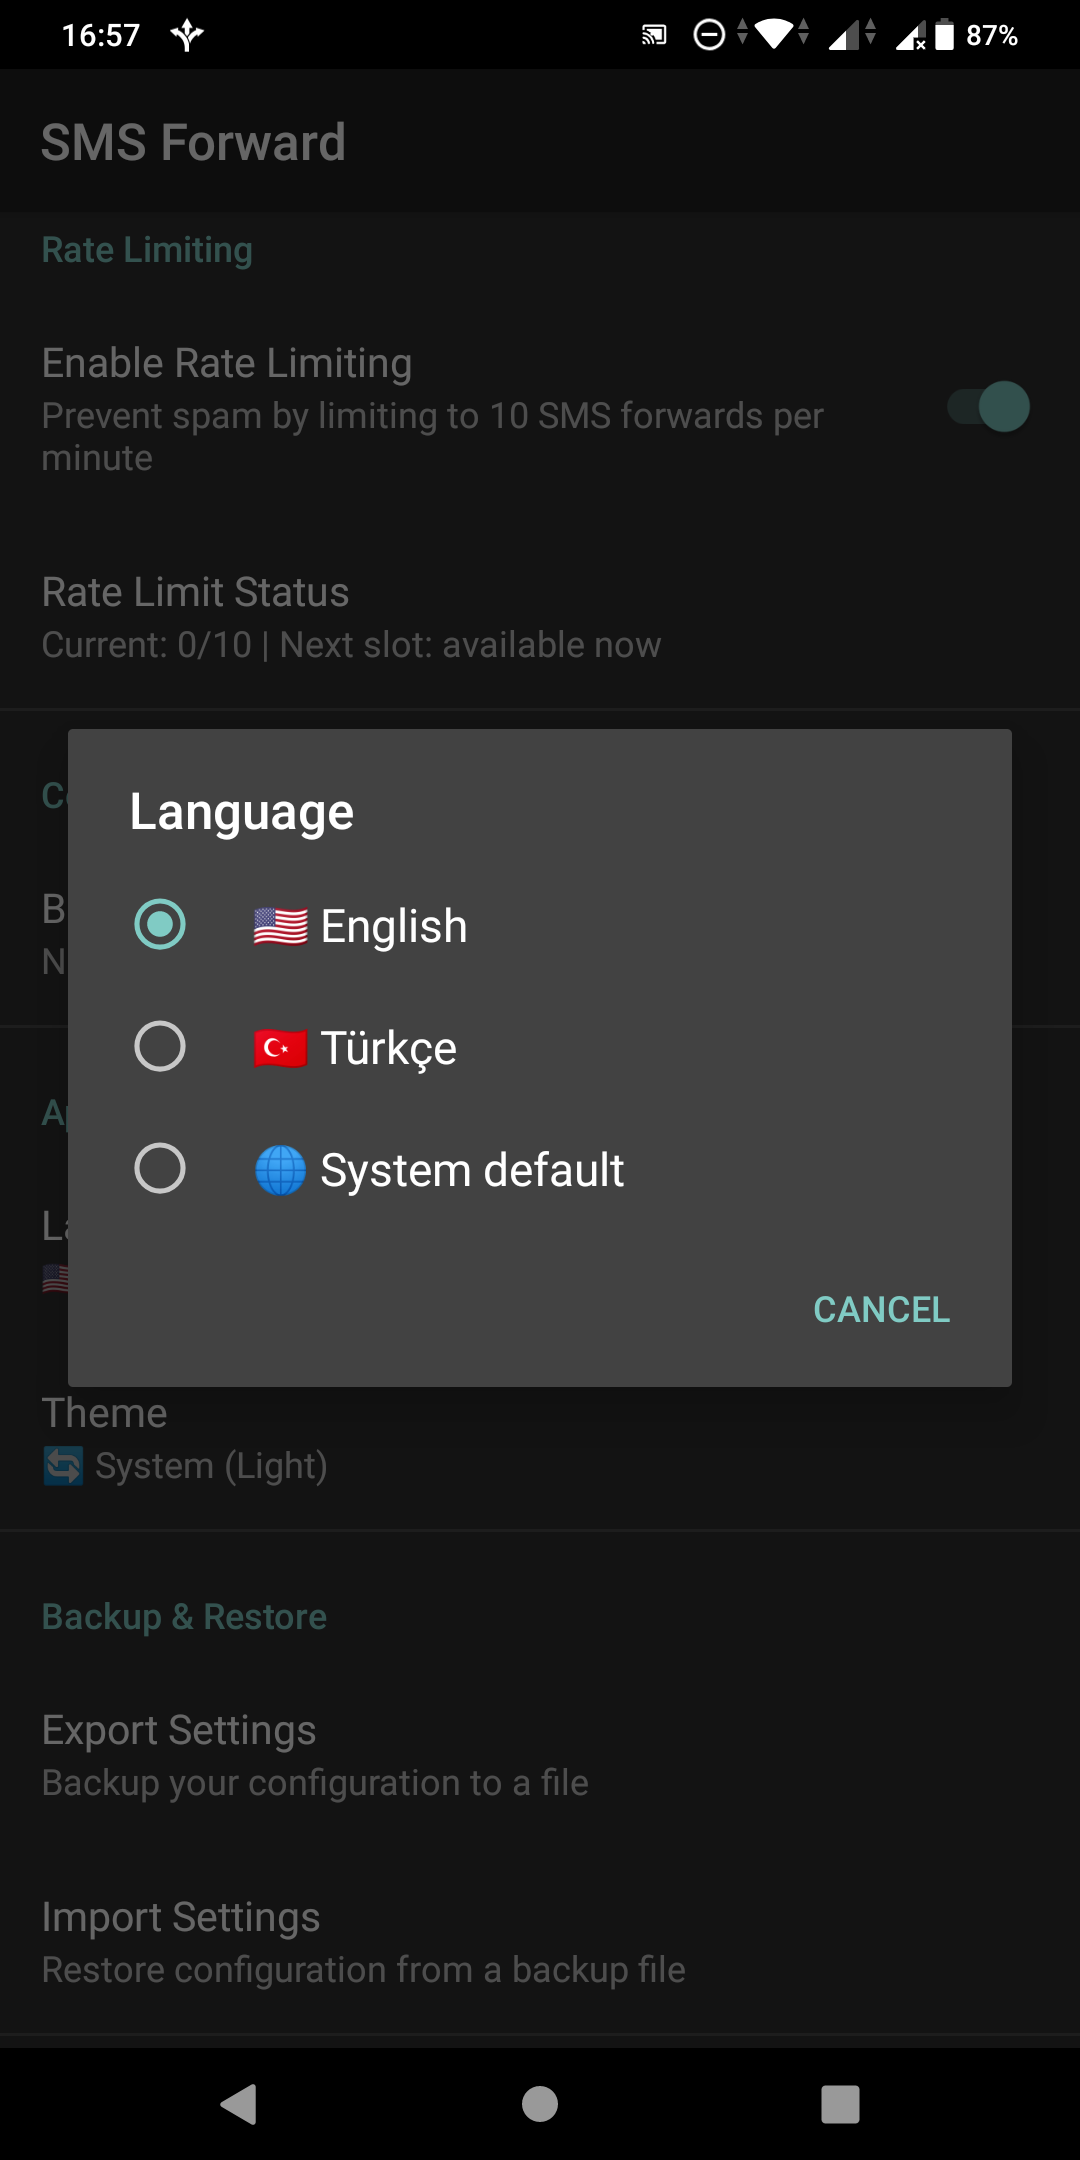 16:57
87%
SMS Forward
Rate Limiting
Enable Rate Limiting
Prevent spam by limiting to 10 SMS forwards per
minute
Rate Limit Status
Current: 0/10 | Next slot: available now
Language
English
Türkçe
System default
CANCEL
Theme
System (Light)
Backup & Restore
Export Settings
Backup your configuration to a file
Import Settings
Restore configuration from a backup file